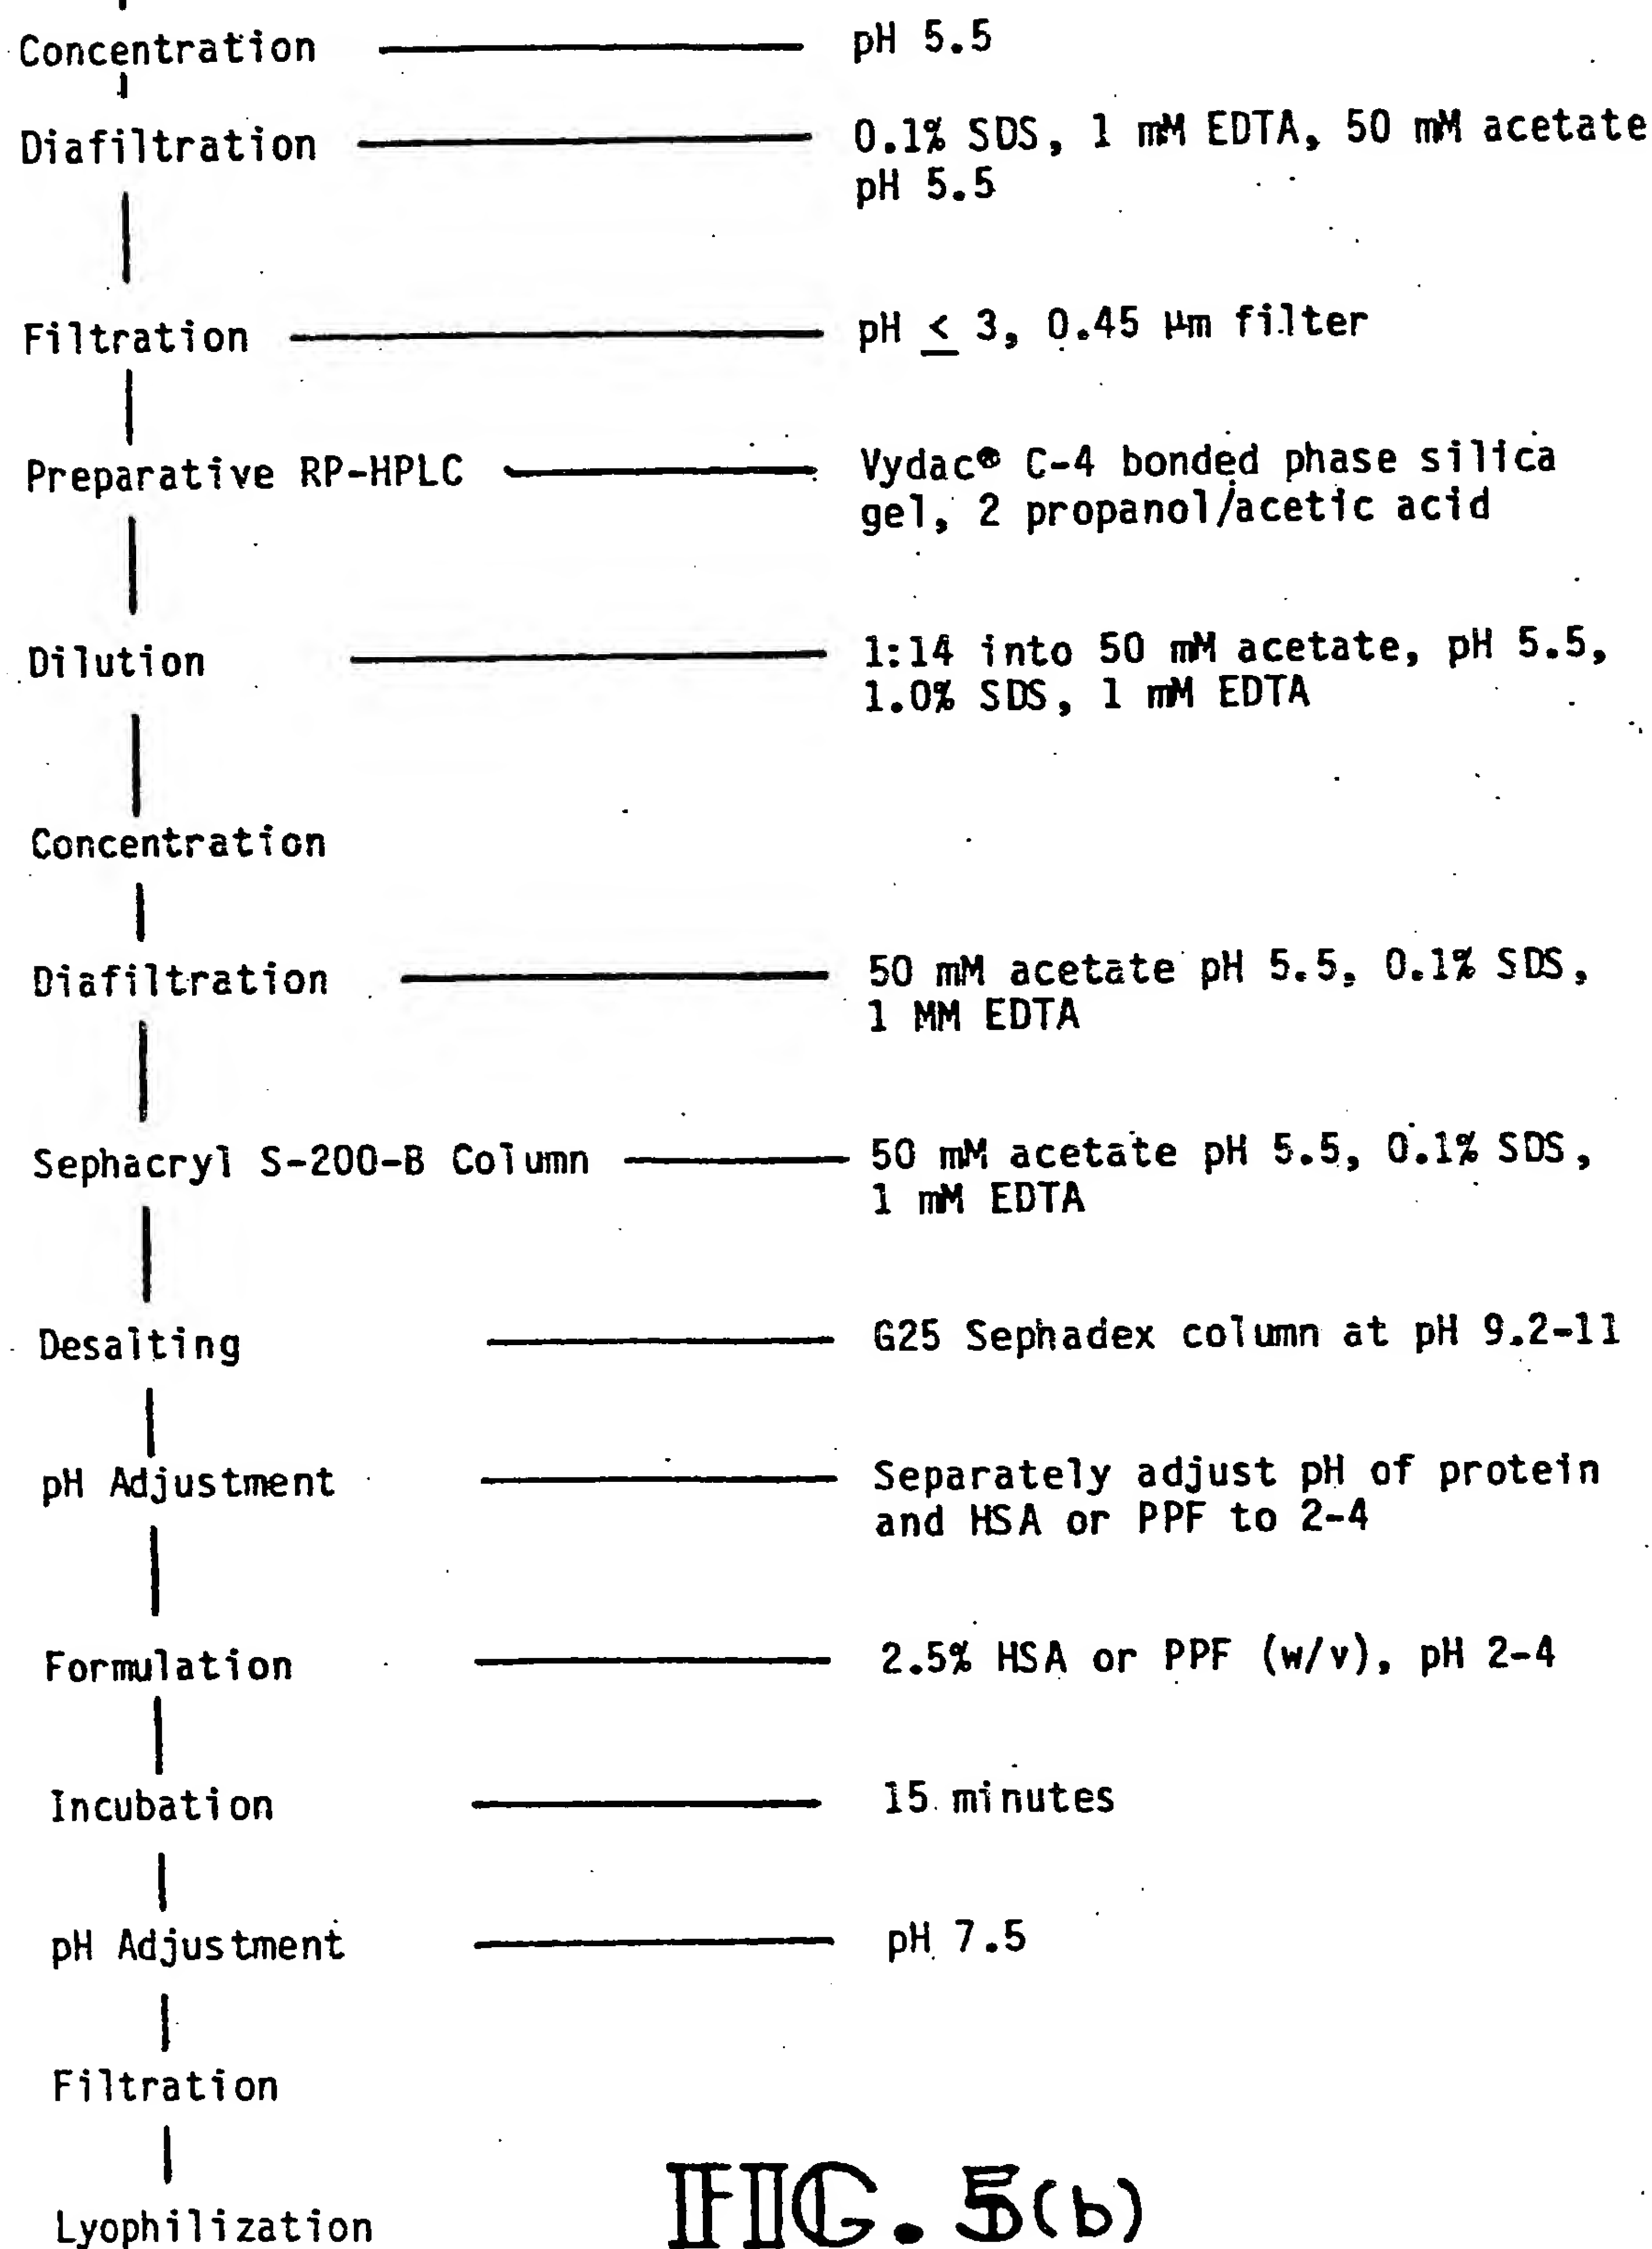 Concentration pH 5.5
Diafiltration 0.1% SDS, 1 mM EDTA, 50 mM acetate
pH 5.5
Filtration pH ≤ 3, 0.45 µm filter
Preparative RP-HPLC Vydac® C-4 bonded phase silica
gel, 2 propanol/acetic acid
Dilution 1:14 into 50 mM acetate, pH 5.5,
1.0% SDS, 1 mM EDTA
Concentration
Diafiltration 50 mM acetate pH 5.5, 0.1% SDS,
1 MM EDTA
Sephacryl S-200-B Column 50 mM acetate pH 5.5, 0.1% SDS,
1 mM EDTA
Desalting G25 Sephadex column at pH 9.2-11
pH Adjustment Separately adjust pH of protein
and HSA or PPF to 2-4
Formulation 2.5% HSA or PPF (w/v), pH 2-4
Incubation 15 minutes
pH Adjustment pH 7.5
Filtration
Lyophilization
FIG. 5(b)